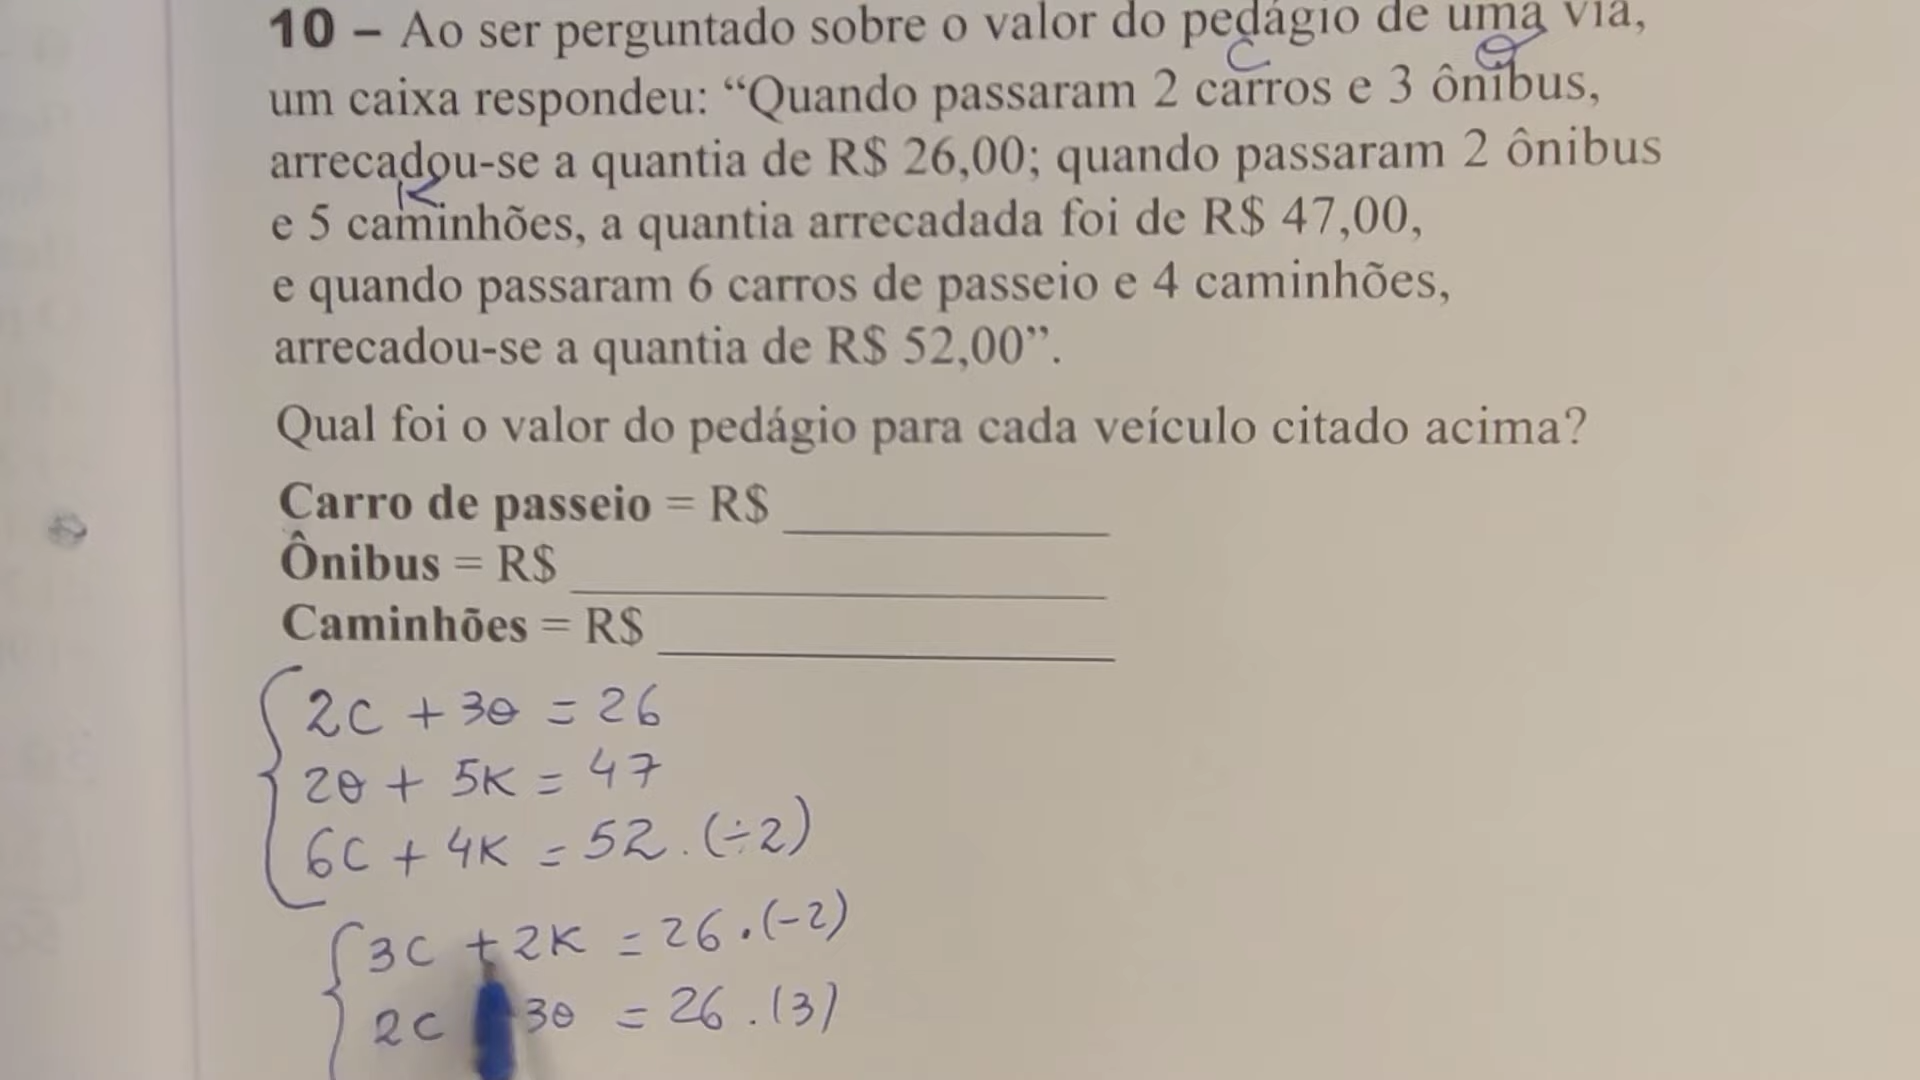 10 – Ao ser perguntado sobre o valor do pedágio de uma via,
C
O
um caixa respondeu: “Quando passaram 2 carros e 3 ônibus,
arrecadou-se a quantia de R$ 26,00; quando passaram 2 ônibus
K
e 5 caminhões, a quantia arrecadada foi de R$ 47,00,
e quando passaram 6 carros de passeio e 4 caminhões,
arrecadou-se a quantia de R$ 52,00”.
Qual foi o valor do pedágio para cada veículo citado acima?
Carro de passeio = R$
Ônibus = R$
Caminhões = R$
2C + 3θ = 26
2θ + 5K = 47
6C + 4K = 52 . (÷2)
3C + 2K = 26 . (-2)
2C 3θ = 26 . (3)